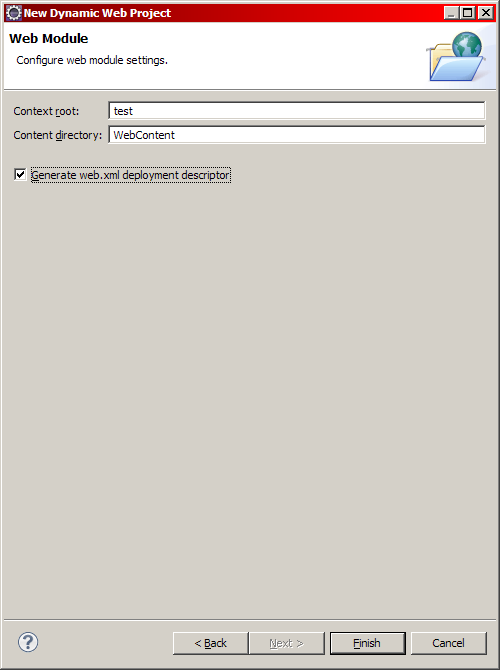 New Dynamic Web Project
Web Module
Configure web module settings.
Context root: test
Content directory: WebContent
Generate web.xml deployment descriptor
? < Back Next > Finish Cancel